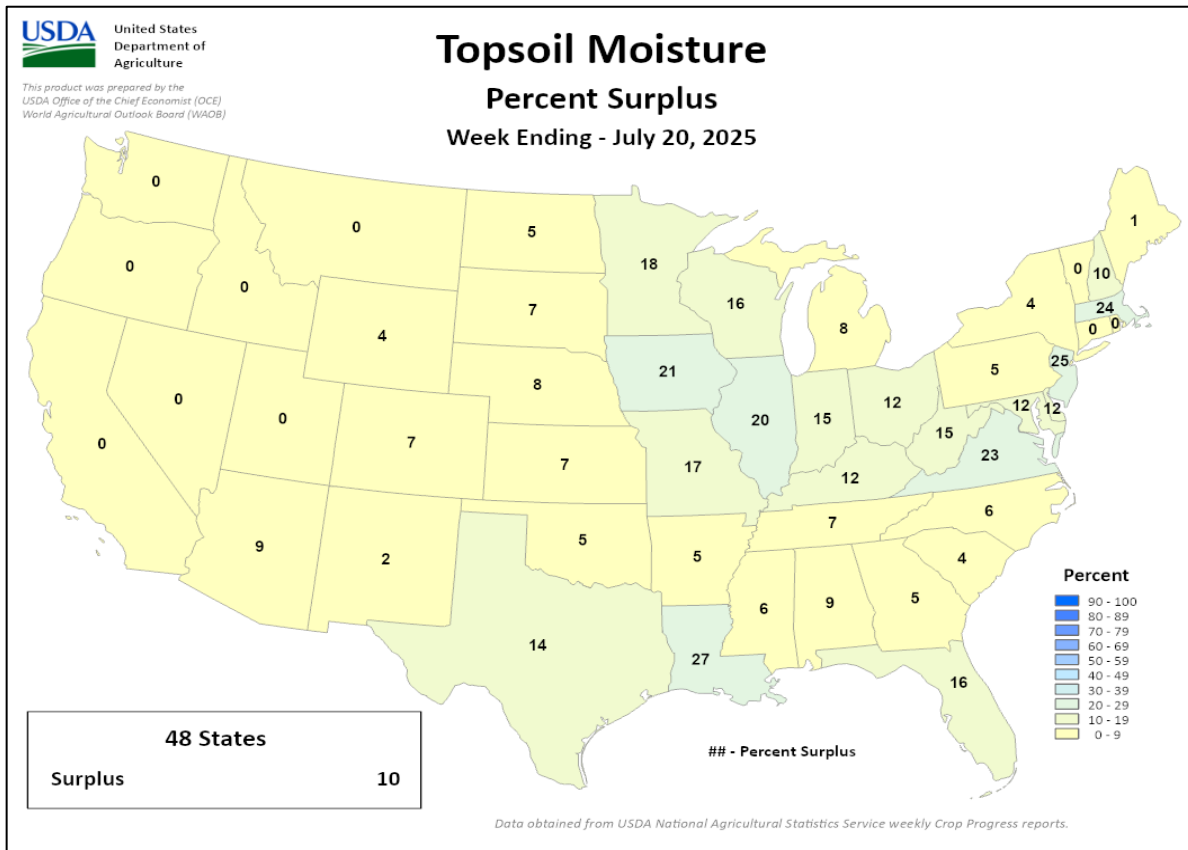 USDA
United States
Department of
Agriculture
This product was prepared by the
USDA Office of the Chief Economist (OCE)
World Agricultural Outlook Board (WAOB)
Topsoil Moisture
Percent Surplus
Week Ending - July 20, 2025
0
0
5
1
0
0
18
0
10
0
4
7
16
8
4
24
0
0
0
0
7
8
21
20
15
12
5
25
12
12
0
7
17
12
15
23
9
2
5
5
7
6
4
14
27
6
9
5
16
Percent
90 - 100
80 - 89
70 - 79
60 - 69
50 - 59
40 - 49
30 - 39
20 - 29
10 - 19
0 - 9
## - Percent Surplus
48 States
Surplus 10
Data obtained from USDA National Agricultural Statistics Service weekly Crop Progress reports.